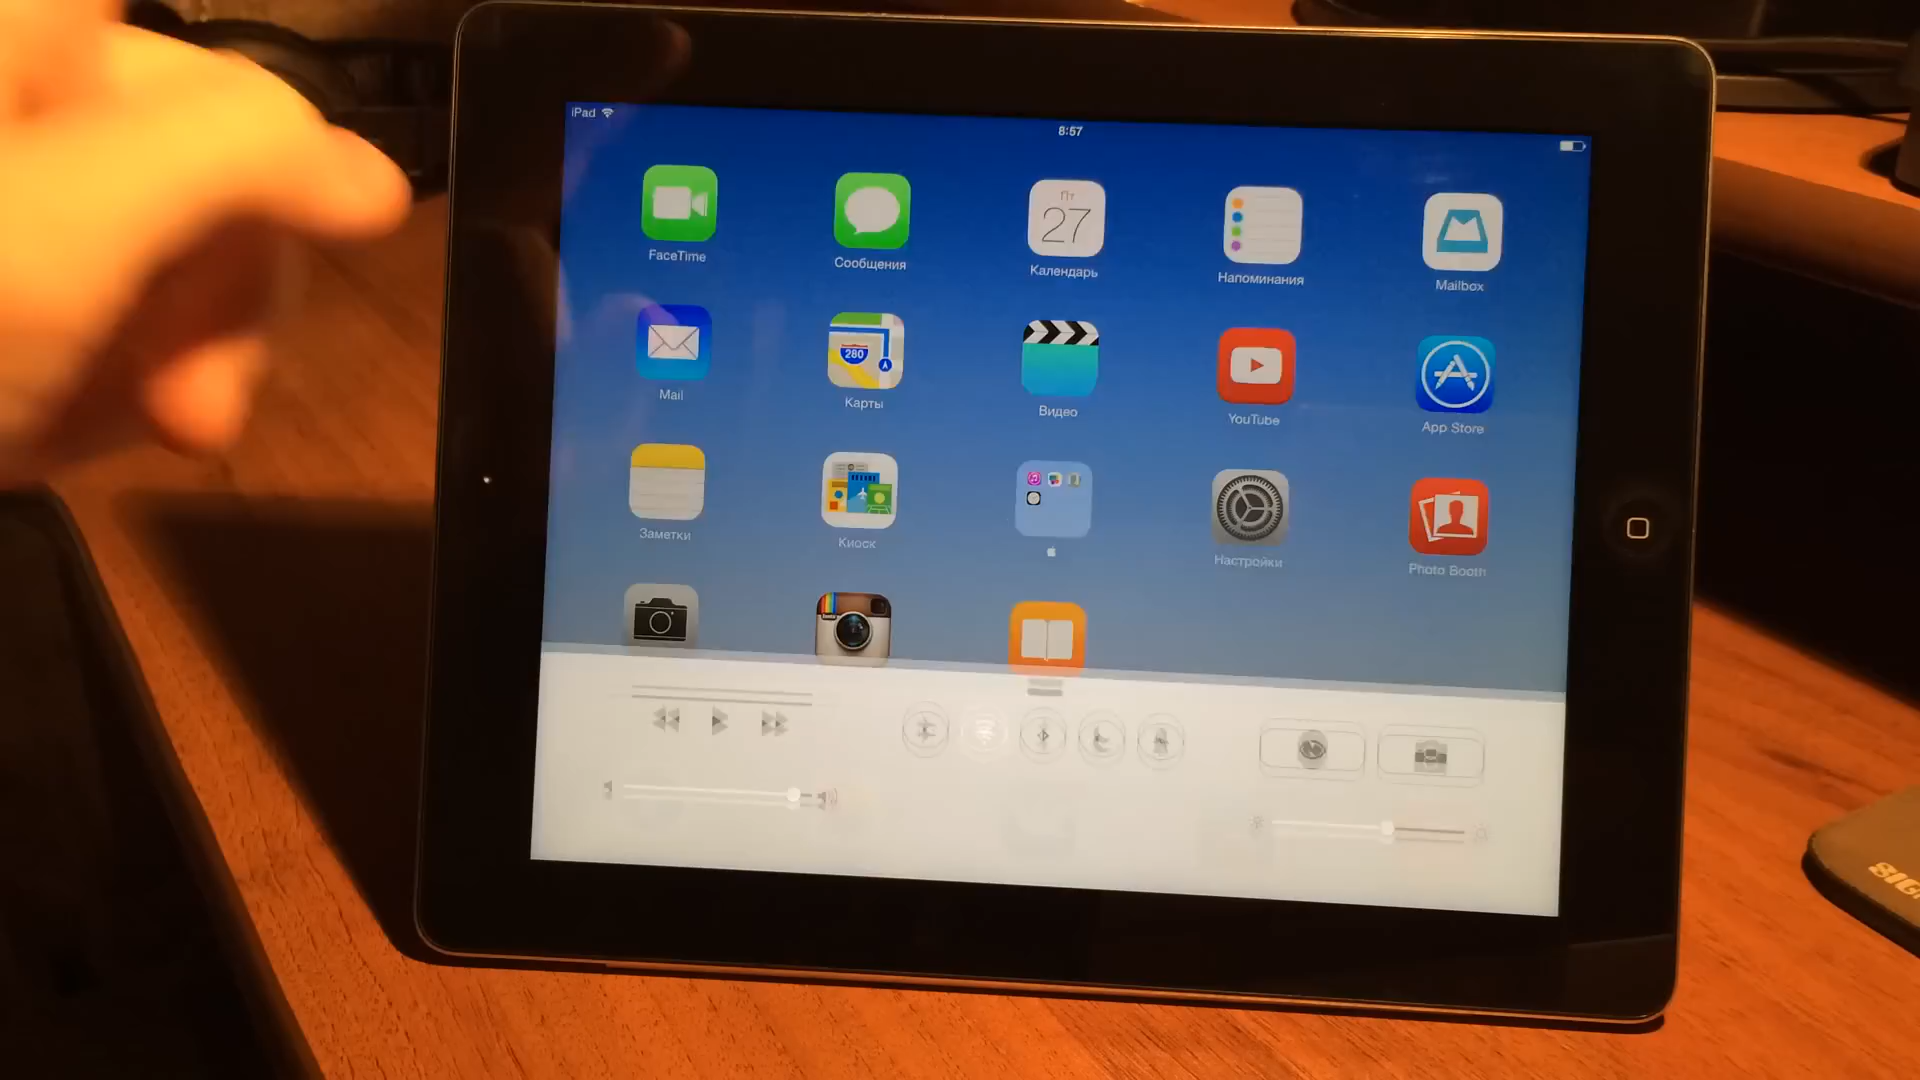 iPad
8:57
Пт
27
FaceTime
Сообщения
Календарь
Напоминания
Mailbox
280
Mail
Карты
Видео
YouTube
App Store
Заметки
Киоск
Настройки
Photo Booth